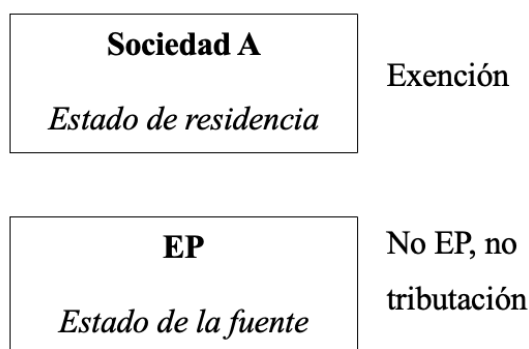 Sociedad A
Estado de residencia
Exención
EP
Estado de la fuente
No EP, no
tributación